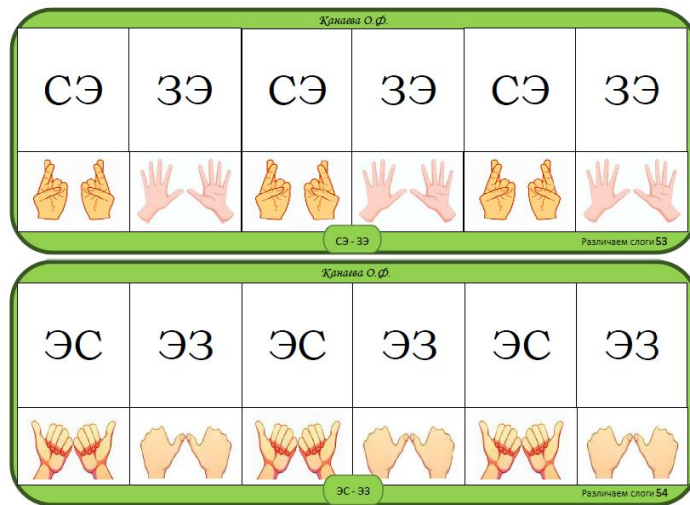 Канаева О.Ф.
СЭ ЗЭ СЭ ЗЭ СЭ ЗЭ
СЭ - ЗЭ
Различаем слоги 53
Канаева О.Ф.
ЭС ЭЗ ЭС ЭЗ ЭС ЭЗ
ЭС - ЭЗ
Различаем слоги 54